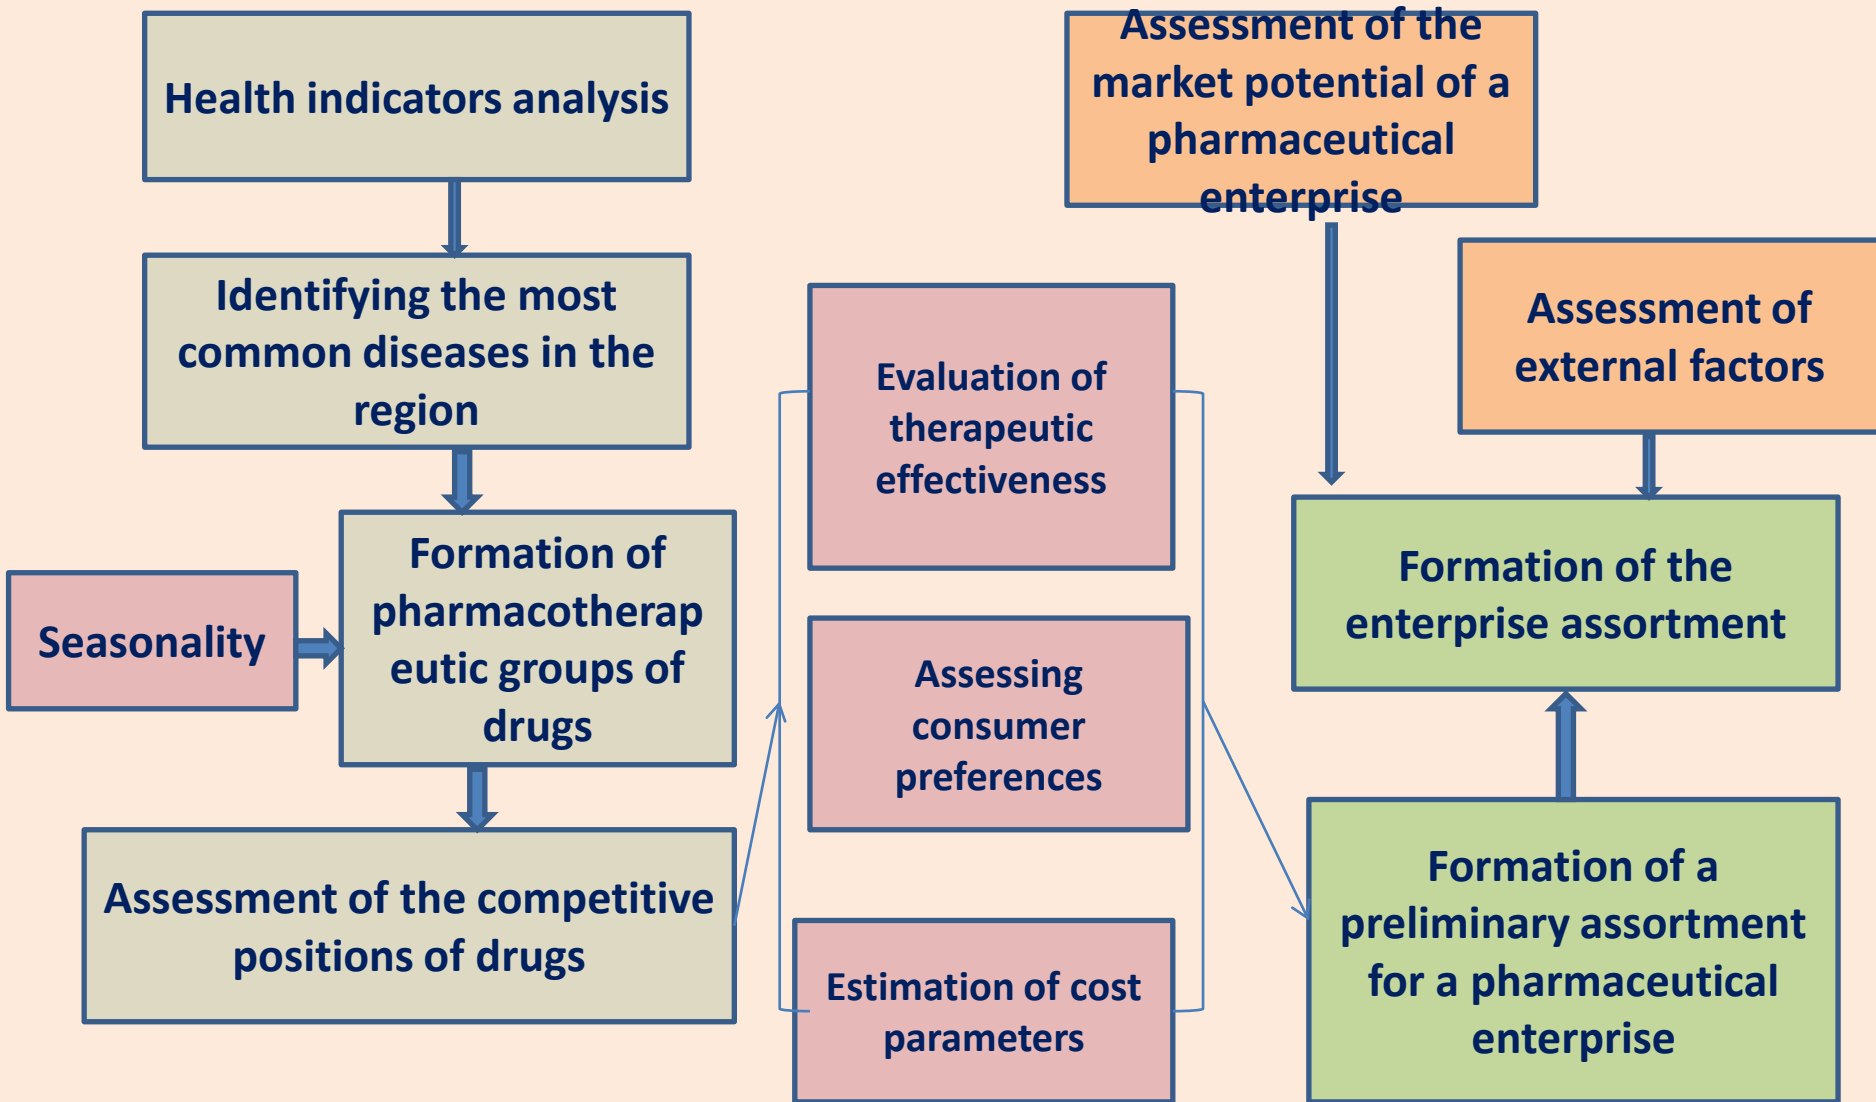 Health indicators analysis
Identifying the most
common diseases in the
region
Seasonality
Formation of
pharmacotherap
eutic groups of
drugs
Assessment of the competitive
positions of drugs
Evaluation of
therapeutic
effectiveness
Assessing
consumer
preferences
Estimation of cost
parameters
Assessment of the
market potential of a
pharmaceutical
enterprise
Assessment of
external factors
Formation of the
enterprise assortment
Formation of a
preliminary assortment
for a pharmaceutical
enterprise